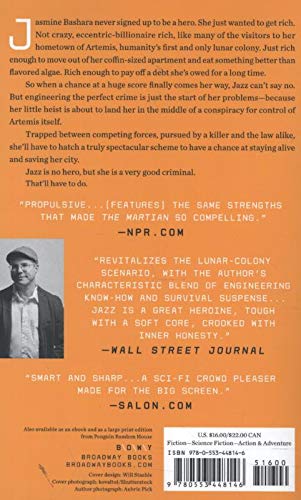 Jasmine Bashara never signed up to be a hero. She just wanted to get rich.
Not crazy, eccentric-billionaire rich, like many of the visitors to her
hometown of Artemis, humanity's first and only lunar colony. Just rich
enough to move out of her coffin-sized apartment and eat something better than
flavored algae. Rich enough to pay off a debt she's owed for a long time.
So when a chance at a huge score finally comes her way, Jazz can't say no.
But engineering the perfect crime is just the start of her problems—because
her little heist is about to land her in the middle of a conspiracy for control of
Artemis itself.
Trapped between competing forces, pursued by a killer and the law alike,
she'll have to hatch a truly spectacular scheme to have a chance at staying alive
and saving her city.
Jazz is no hero, but she is a very good criminal.
That'll have to do.
"PROPULSIVE...[FEATURES] THE SAME STRENGTHS
THAT MADE THE MARTIAN SO COMPELLING."
—NPR.COM
"REVITALIZES THE LUNAR-COLONY
SCENARIO, WITH THE AUTHOR'S
CHARACTERISTIC BLEND OF ENGINEERING
KNOW-HOW AND SURVIVAL SUSPENSE...
JAZZ IS A GREAT HEROINE, TOUGH
WITH A SOFT CORE, CROOKED WITH
INNER HONESTY."
—WALL STREET JOURNAL
"SMART AND SHARP...A SCI-FI CROWD PLEASER
MADE FOR THE BIG SCREEN."
—SALON.COM
Also available as an ebook and as a large print edition
from Penguin Random House
B\D\W\Y
BROADWAY BOOKS
BROADWAYBOOKS.COM
Cover design: Will Staehle
Cover photograph: hovaltol/Shutterstock
Author photograph: Aubrie Pick
U.S. $16.00/$22.00 CAN
Fiction—Science Fiction—Action & Adventure
ISBN 978-0-553-44814-6
51600
9 780553 448146